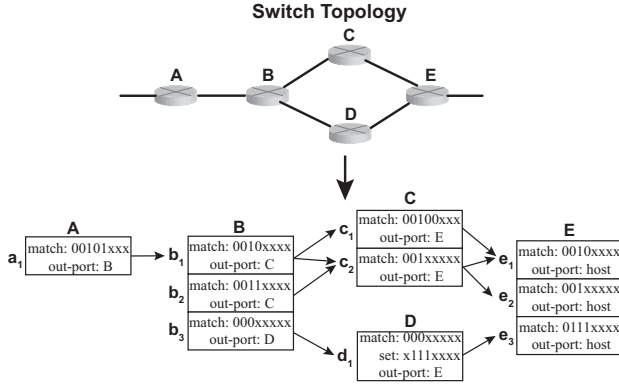 Switch Topology
C
A
B
E
D
C
A
B
E
a1
match: 00101xxx
out-port: B
b1
match: 0010xxxx
out-port: C
b2
match: 0011xxxx
out-port: C
b3
match: 000xxxxx
out-port: D
c1
match: 00100xxx
out-port: E
c2
match: 001xxxxx
out-port: E
D
d1
match: 000xxxxx
set: x111xxxx
out-port: E
e1
match: 0010xxxx
out-port: host
e2
match: 001xxxxx
out-port: host
e3
match: 0111xxxx
out-port: host